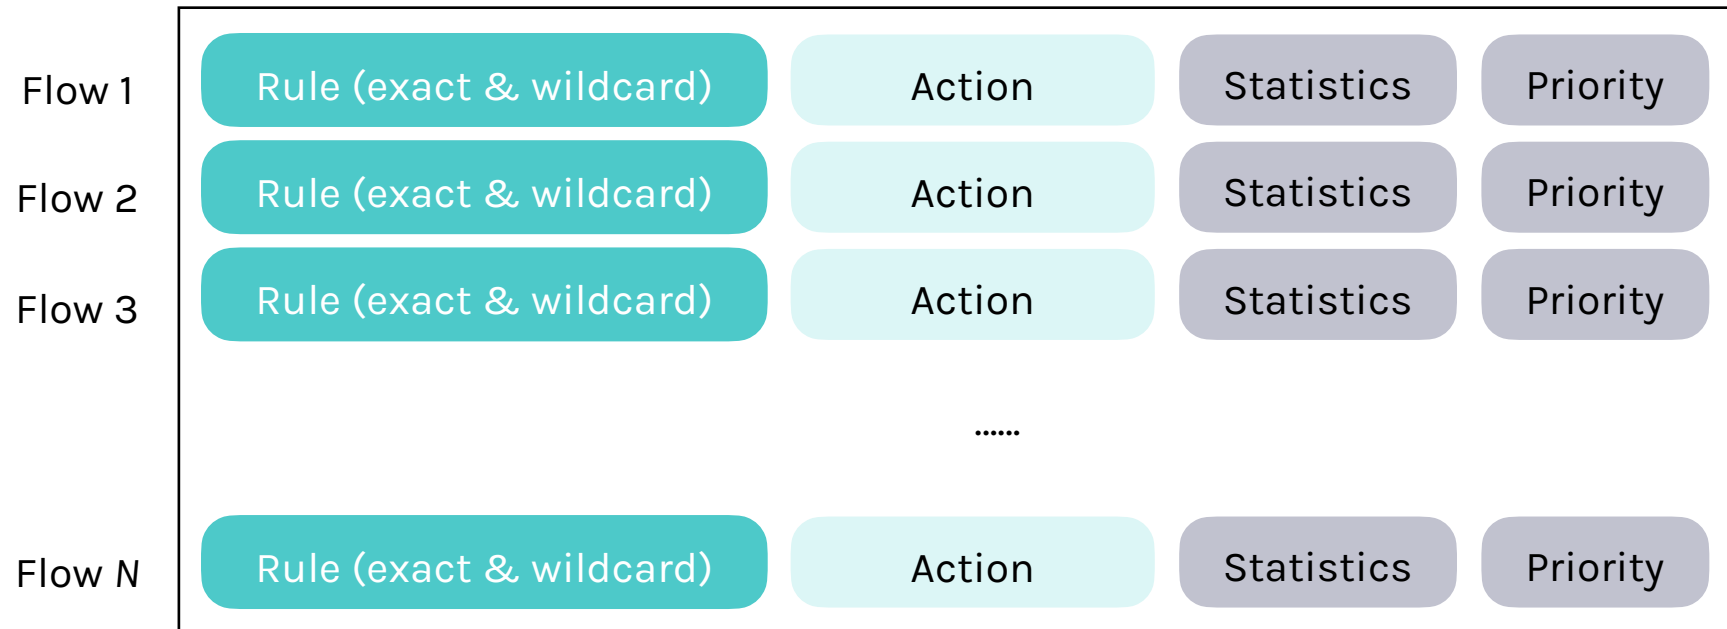 Flow 1 Rule (exact & wildcard) Action Statistics Priority
Flow 2 Rule (exact & wildcard) Action Statistics Priority
Flow 3 Rule (exact & wildcard) Action Statistics Priority
......
Flow N Rule (exact & wildcard) Action Statistics Priority